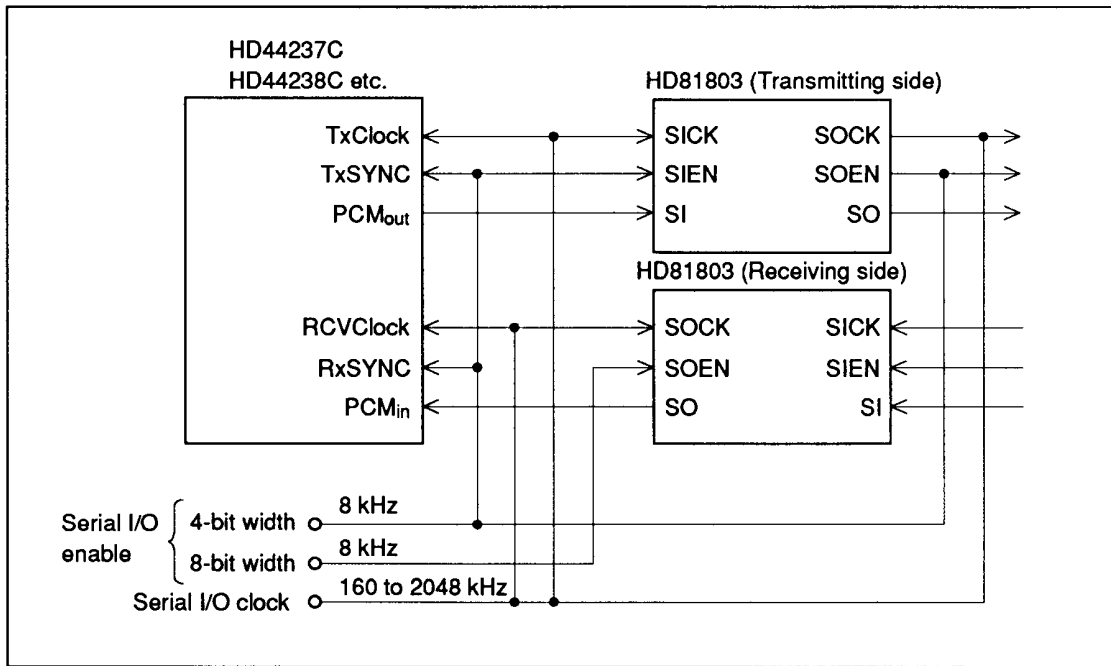 HD44237C
HD44238C etc.
TxClock
TxSYNC
PCMout
RCVClock
RxSYNC
PCMin
HD81803 (Transmitting side)
SICK
SIEN
SI
SOCK
SOEN
SO
HD81803 (Receiving side)
SOCK
SOEN
SO
SICK
SIEN
SI
Serial I/O
enable
4-bit width
8 kHz
8-bit width
8 kHz
Serial I/O clock
160 to 2048 kHz